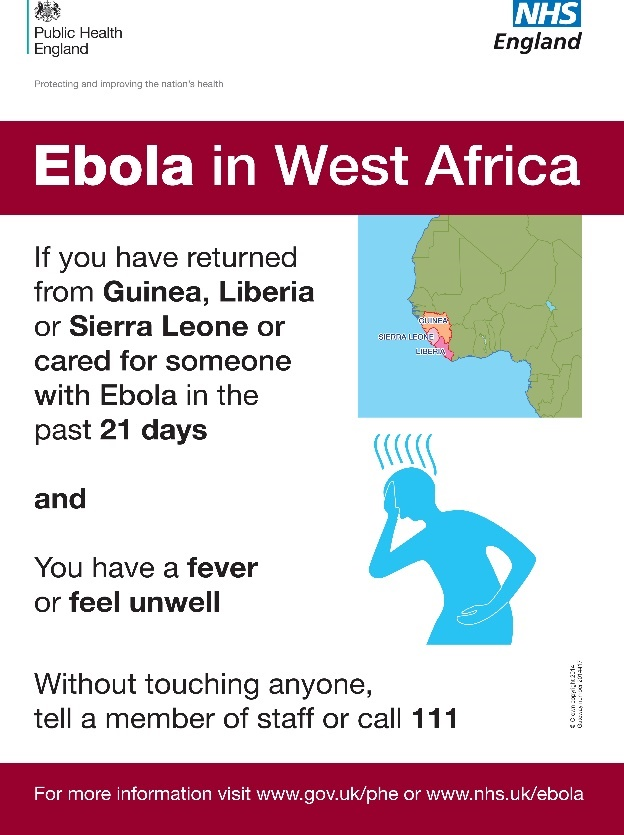 Public Health
England
NHS
England
Protecting and improving the nation's health
Ebola in West Africa
If you have returned
from Guinea, Liberia
or Sierra Leone or
cared for someone
with Ebola in the
past 21 days
GUINEA
SIERRA LEONE
LIBERIA
and
You have a fever
or feel unwell
Without touching anyone,
tell a member of staff or call 111
© Crown copyright 2014
For more information visit www.gov.uk/phe or www.nhs.uk/ebola